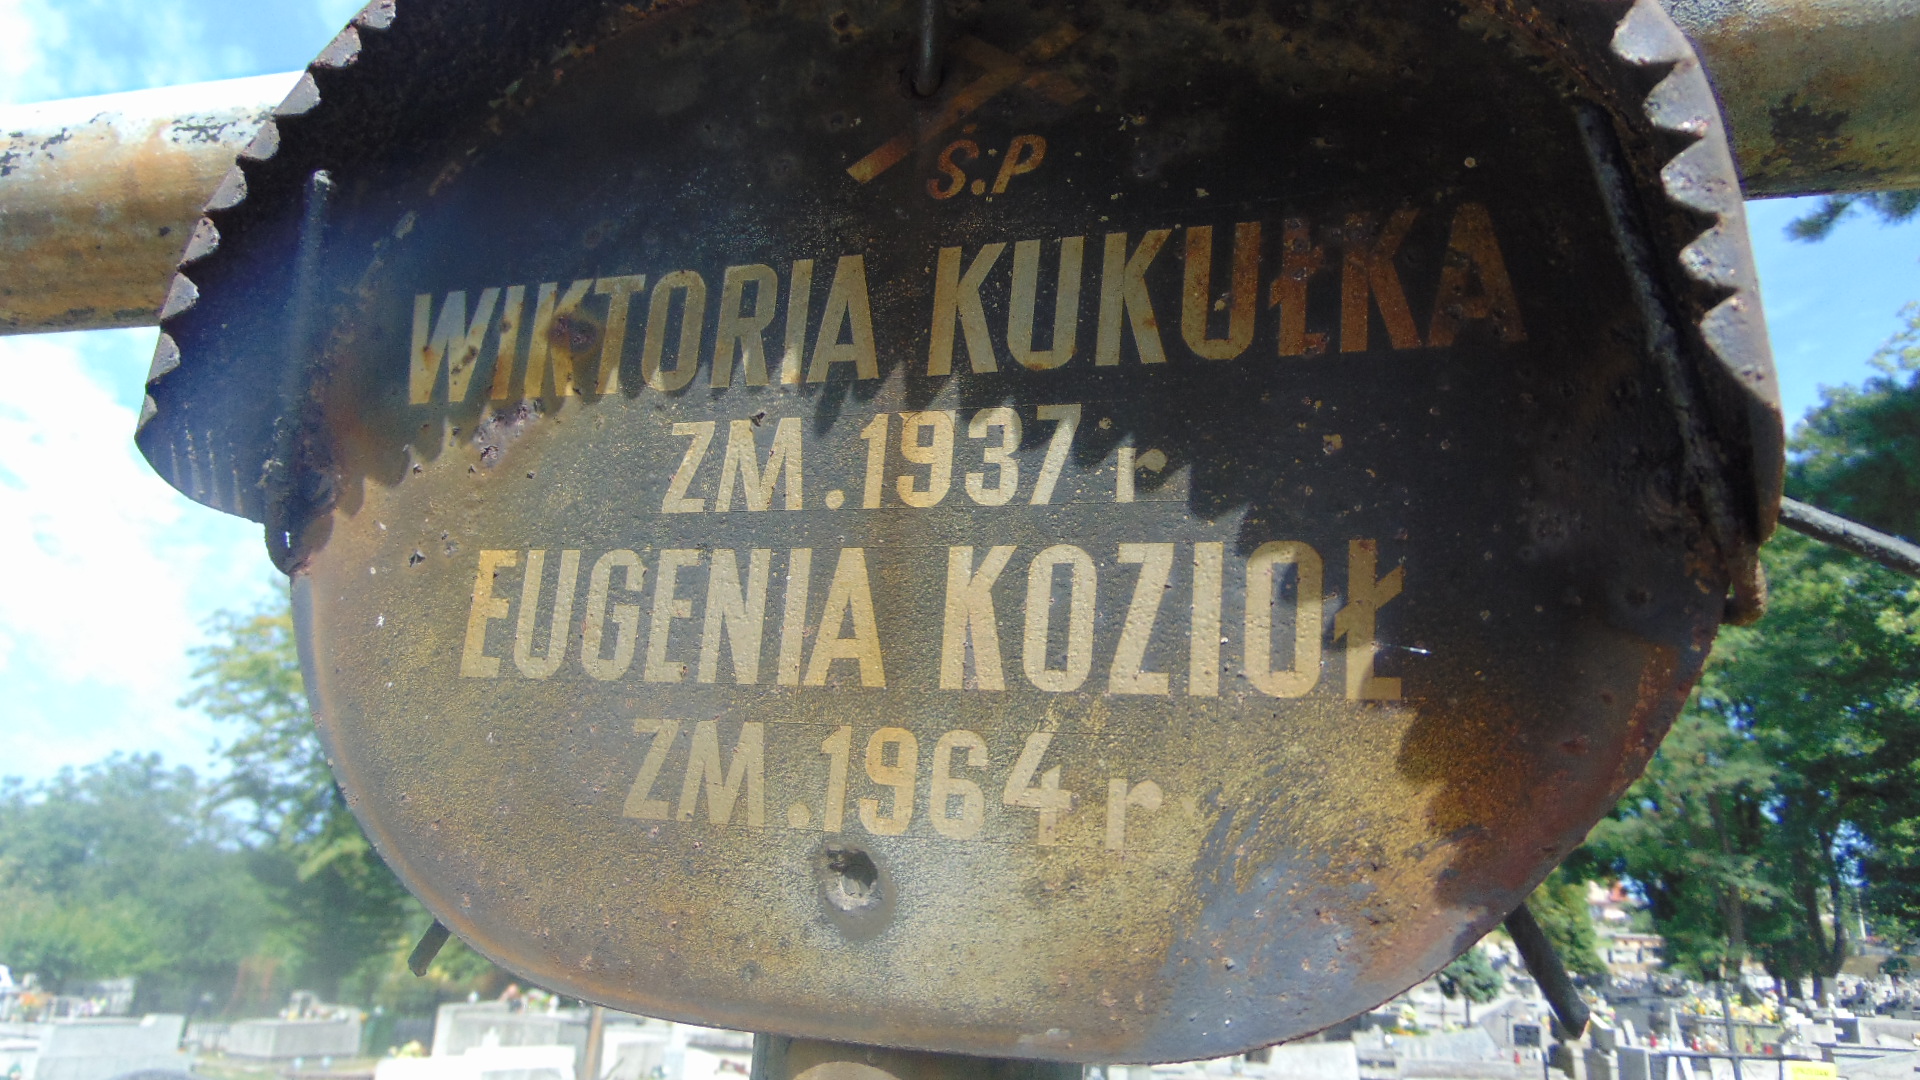 Ś.P
WIKTORIA KUKUŁKA
ZM.1937 r
EUGENIA KOZIOŁ
ZM.1964 r